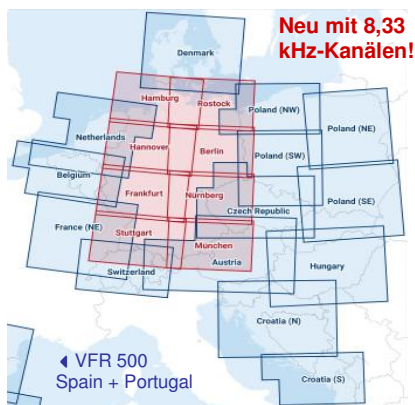 Neu mit 8,33
kHz-Kanälen!
Denmark
Hamburg
Rostock
Poland (NW)
Poland (NE)
Netherlands
Hannover
Berlin
Poland (SW)
Belgium
Frankfurt
Nürnberg
Poland (SE)
Czech Republic
France (NE)
Stuttgart
München
Austria
Switzerland
Hungary
Croatia (N)
VFR 500
Spain + Portugal
Croatia (S)